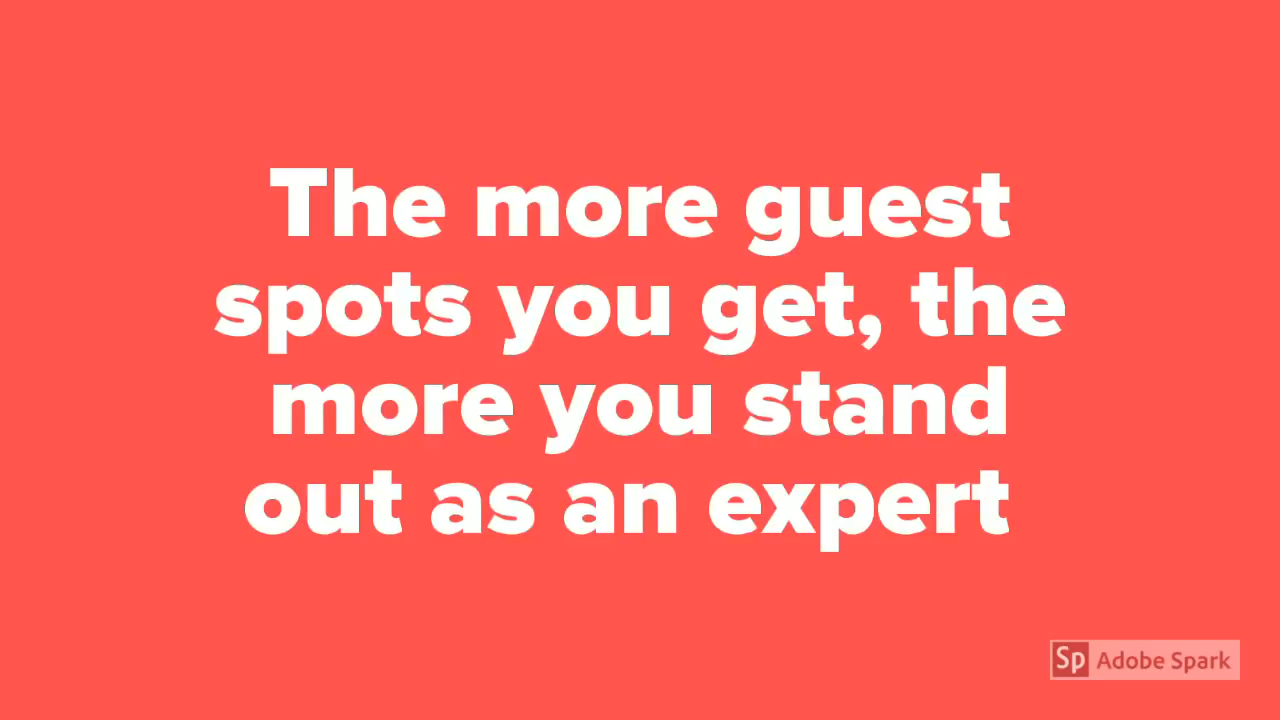 The more guest
spots you get, the
more you stand
out as an expert
Sp Adobe Spark